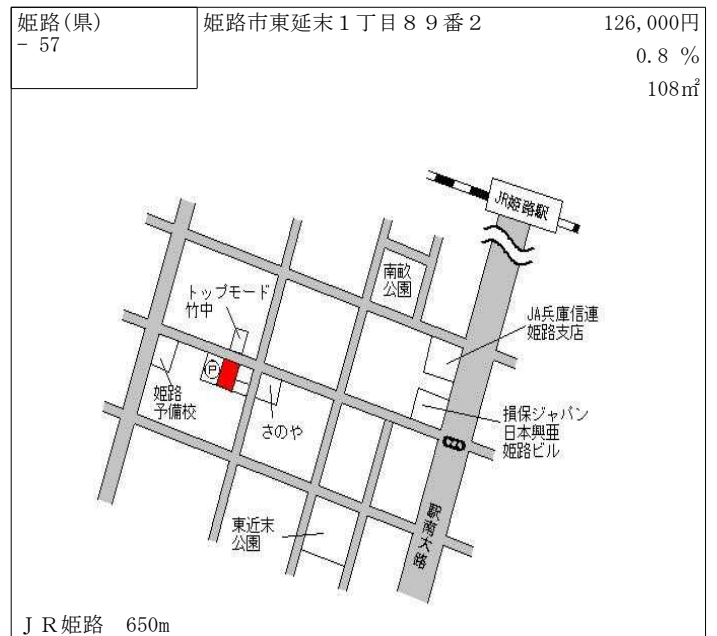 姫路(県)
- 57
姫路市東延末１丁目８９番２
126,000円
0.8 %
108㎡
JR姫路駅
南畝
公園
トップモード
竹中
JA兵庫信連
姫路支店
P
姫路
予備校
さのや
損保ジャパン
日本興亜
姫路ビル
東近末
公園
駅南大路
ＪＲ姫路　650m